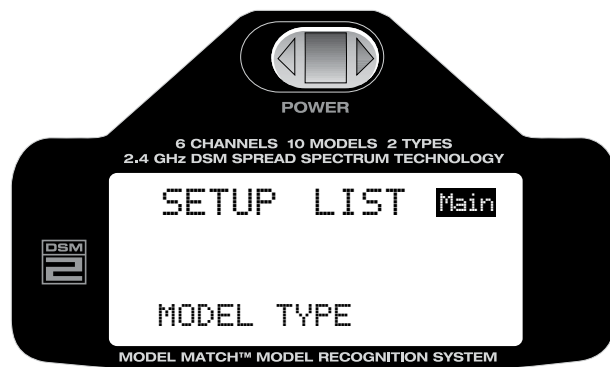 POWER
6 CHANNELS 10 MODELS 2 TYPES
2.4 GHz DSM SPREAD SPECTRUM TECHNOLOGY
SETUP LIST Main
DSM
2
MODEL TYPE
MODEL MATCH™ MODEL RECOGNITION SYSTEM